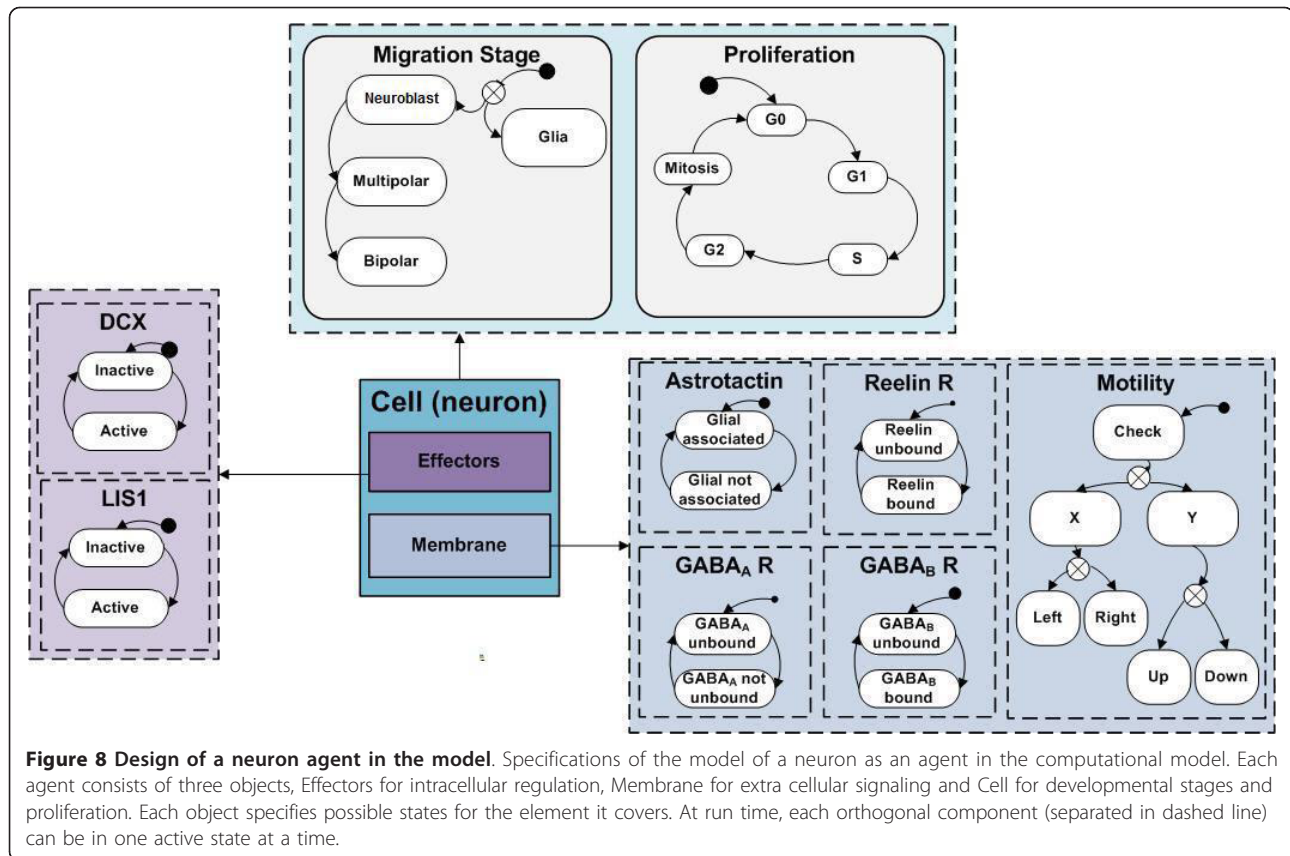 Migration Stage
Neuroblast
Glia
Multipolar
Bipolar
Proliferation
G0
G1
S
G2
Mitosis
DCX
Inactive
Active
LIS1
Inactive
Active
Cell (neuron)
Effectors
Membrane
Astrotactin
Glial
associated
Glial not
associated
Reelin R
Reelin
unbound
Reelin
bound
GABAA R
GABAA
unbound
GABAA not
unbound
GABAB R
GABAB
unbound
GABAB
bound
Motility
Check
X
Y
Left
Right
Up
Down
Figure 8 Design of a neuron agent in the model. Specifications of the model of a neuron as an agent in the computational model. Each
agent consists of three objects, Effectors for intracellular regulation, Membrane for extra cellular signaling and Cell for developmental stages and
proliferation. Each object specifies possible states for the element it covers. At run time, each orthogonal component (separated in dashed line)
can be in one active state at a time.